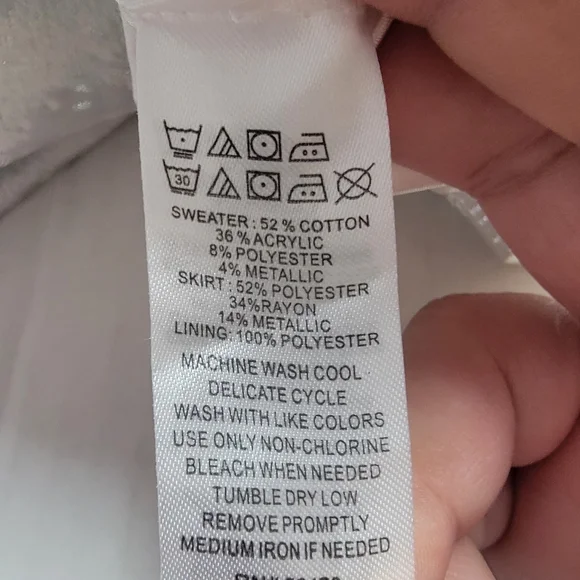 30
SWEATER : 52 % COTTON
36 % ACRYLIC
8% POLYESTER
4% METALLIC
SKIRT : 52% POLYESTER
34%RAYON
14% METALLIC
LINING: 100% POLYESTER
MACHINE WASH COOL
DELICATE CYCLE
WASH WITH LIKE COLORS
USE ONLY NON-CHLORINE
BLEACH WHEN NEEDED
TUMBLE DRY LOW
REMOVE PROMPTLY
MEDIUM IRON IF NEEDED